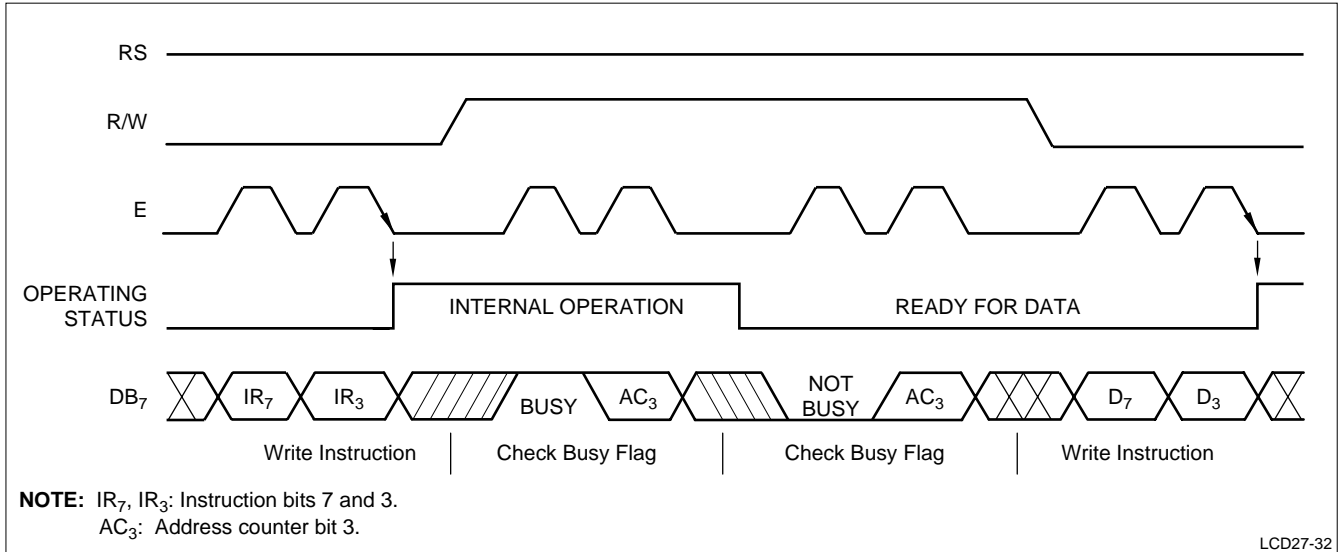 RS
R/W
E
OPERATING
STATUS
INTERNAL OPERATION
READY FOR DATA
DB7
IR7
IR3
BUSY
AC3
NOT
BUSY
AC3
D7
D3
Write Instruction
Check Busy Flag
Check Busy Flag
Write Instruction
NOTE: IR7, IR3: Instruction bits 7 and 3.
AC3: Address counter bit 3.
LCD27-32